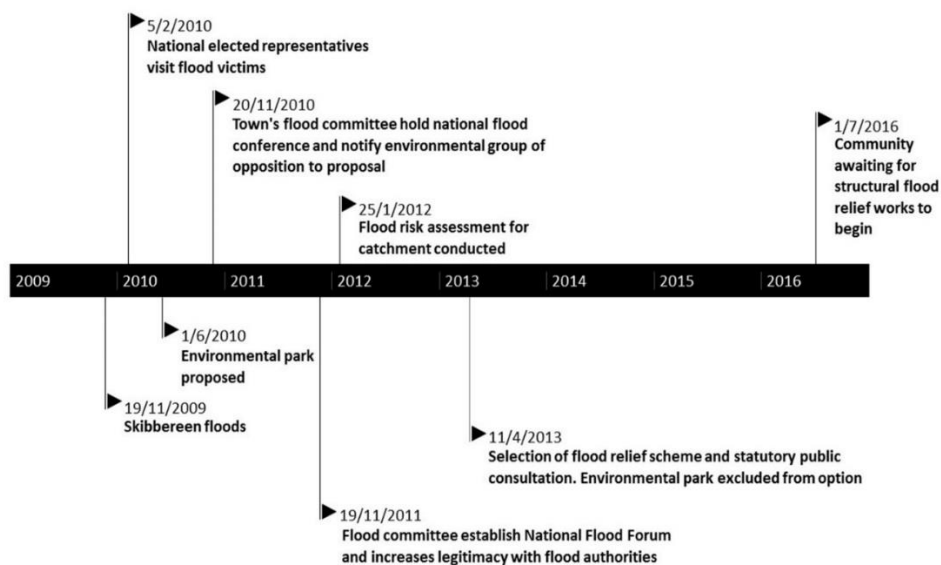 5/2/2010
National elected representatives
visit flood victims
20/11/2010
Town's flood committee hold national flood
conference and notify environmental group of
opposition to proposal
1/7/2016
Community
awaiting for
structural flood
relief works to
begin
25/1/2012
Flood risk assessment for
catchment conducted
2009 2010 2011 2012 2013 2014 2015 2016
1/6/2010
Environmental park
proposed
19/11/2009
Skibbereen floods
11/4/2013
Selection of flood relief scheme and statutory public
consultation. Environmental park excluded from option
19/11/2011
Flood committee establish National Flood Forum
and increases legitimacy with flood authorities